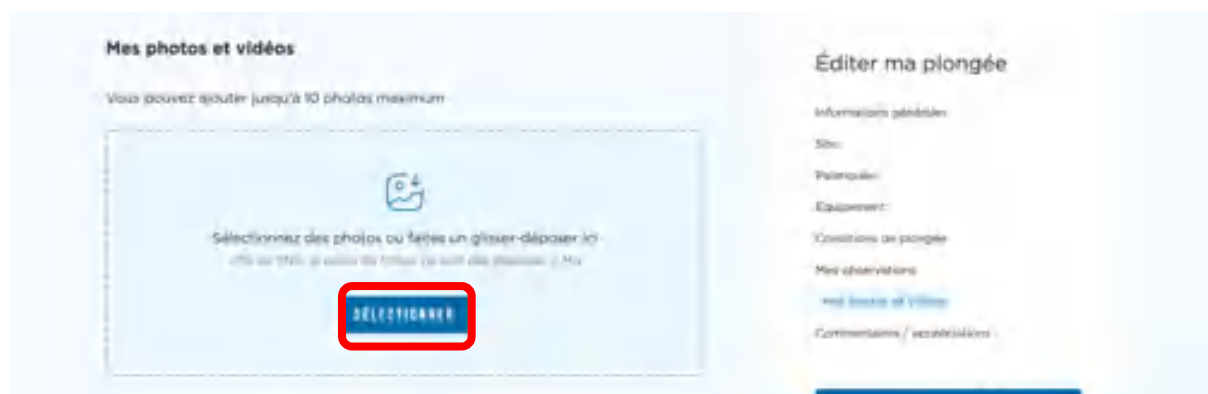 Mes photos et vidéos
Vous pouvez ajouter jusqu'à 10 photos maximum
Sélectionnez des photos ou faites un glisser-déposer ici
SÉLECTIONNER
Éditer ma plongée
Informations générales
Site
Palanquée
Équipement
Conditions de plongée
Mes observations
Mes photos et vidéos
Commentaires / appréciations